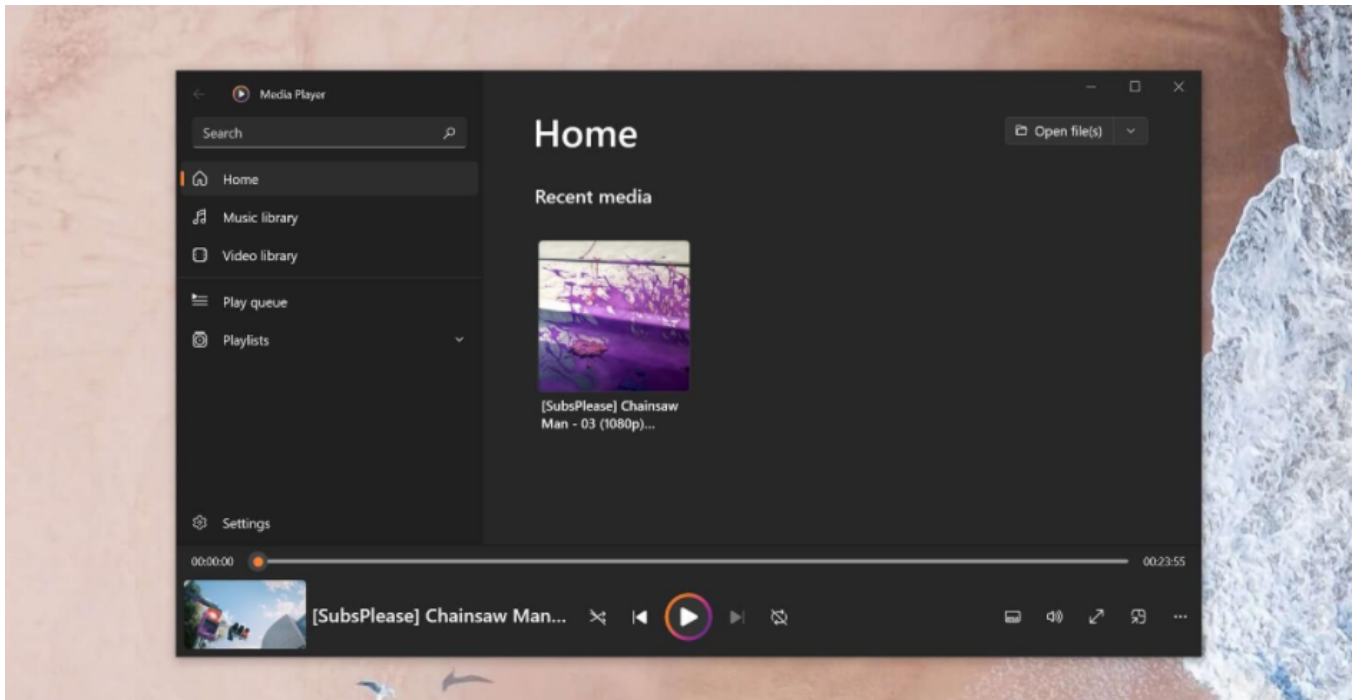 Media Player
Search
Home
Music library
Video library
Play queue
Playlists
Settings
Home
Open file(s)
Recent media
[SubsPlease] Chainsaw
Man - 03 (1080p)...
00:00:00
00:23:55
[SubsPlease] Chainsaw Man...